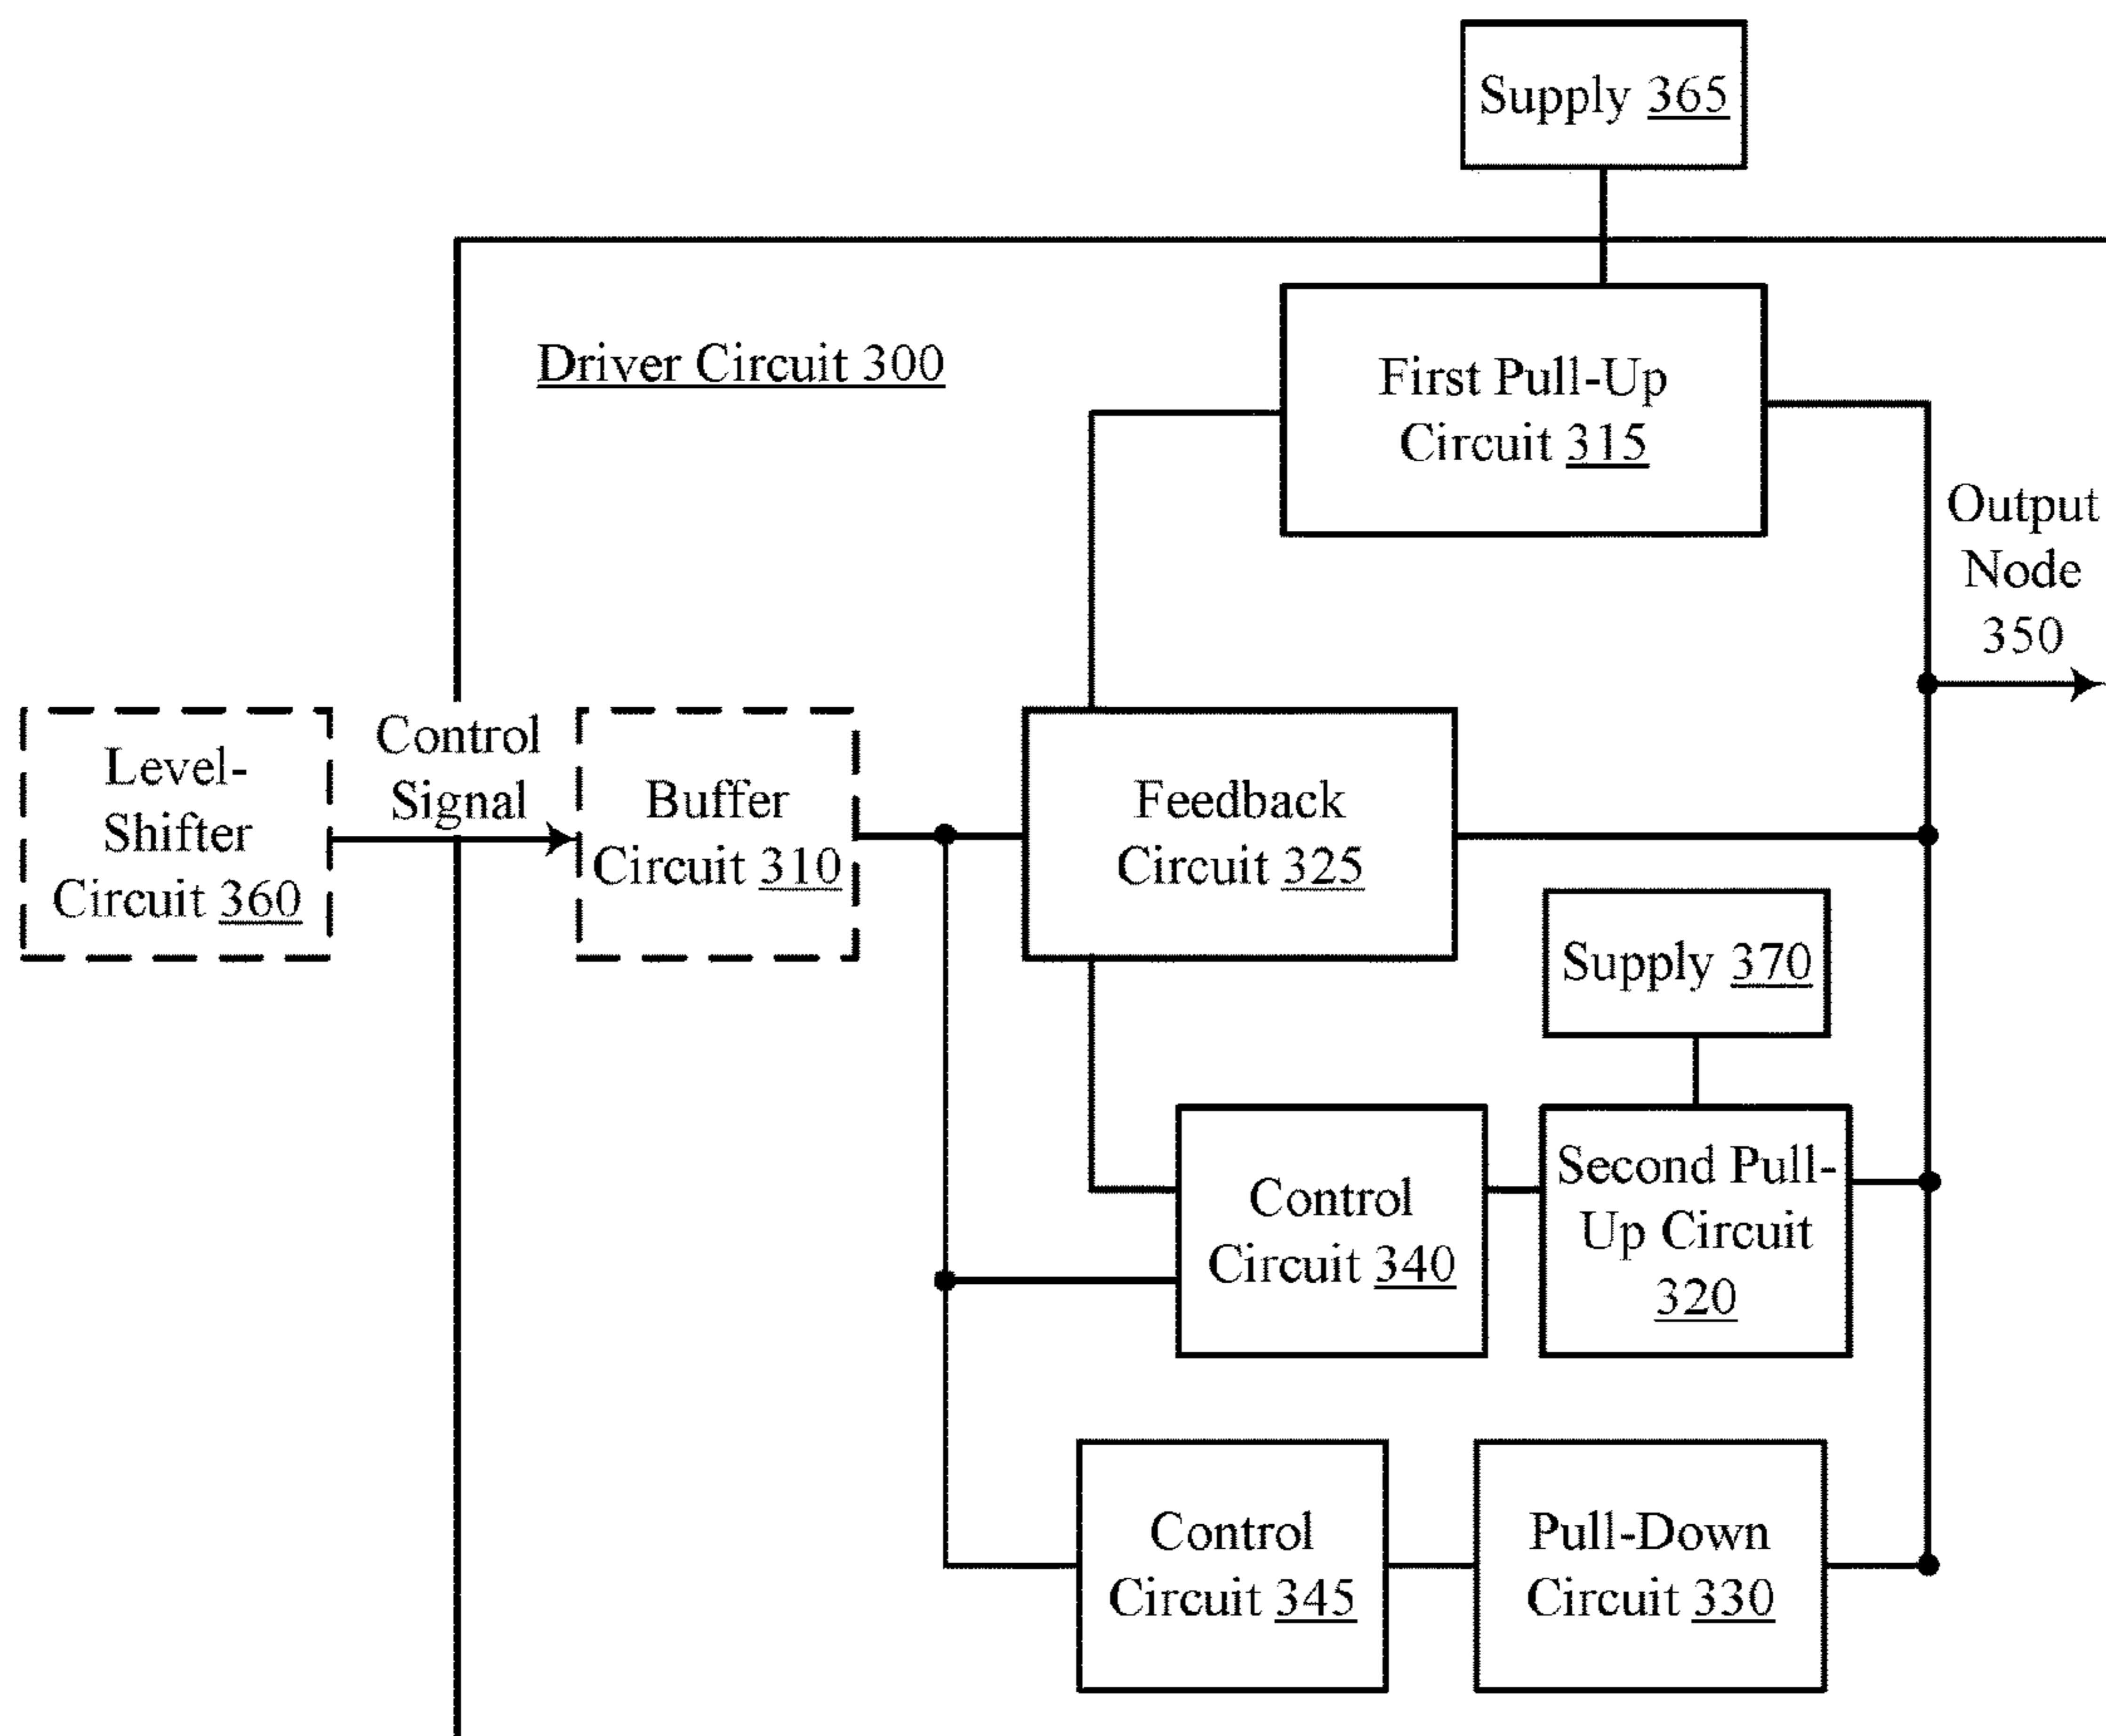 Supply 365
Driver Circuit 300
First Pull-Up
Circuit 315
Output
Node
350
Level-
Shifter
Circuit 360
Control
Signal
Buffer
Circuit 310
Feedback
Circuit 325
Supply 370
Control
Circuit 340
Second Pull-
Up Circuit
320
Control
Circuit 345
Pull-Down
Circuit 330